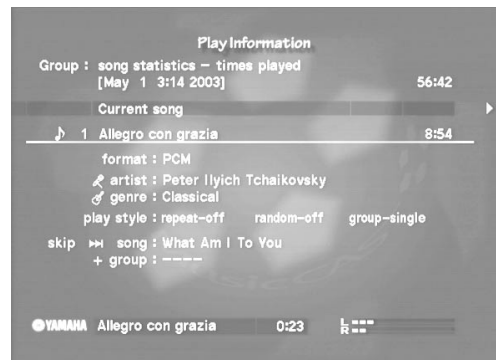 Play Information
Group : song statistics - times played
[May 1 3:14 2003] 56:42
Current song
1 Allegro con grazia 8:54
format : PCM
artist : Peter Ilyich Tchaikovsky
genre : Classical
play style : repeat-off random-off group-single
skip song : What Am I To You
+ group : ----
YAMAHA Allegro con grazia 0:23 L
R